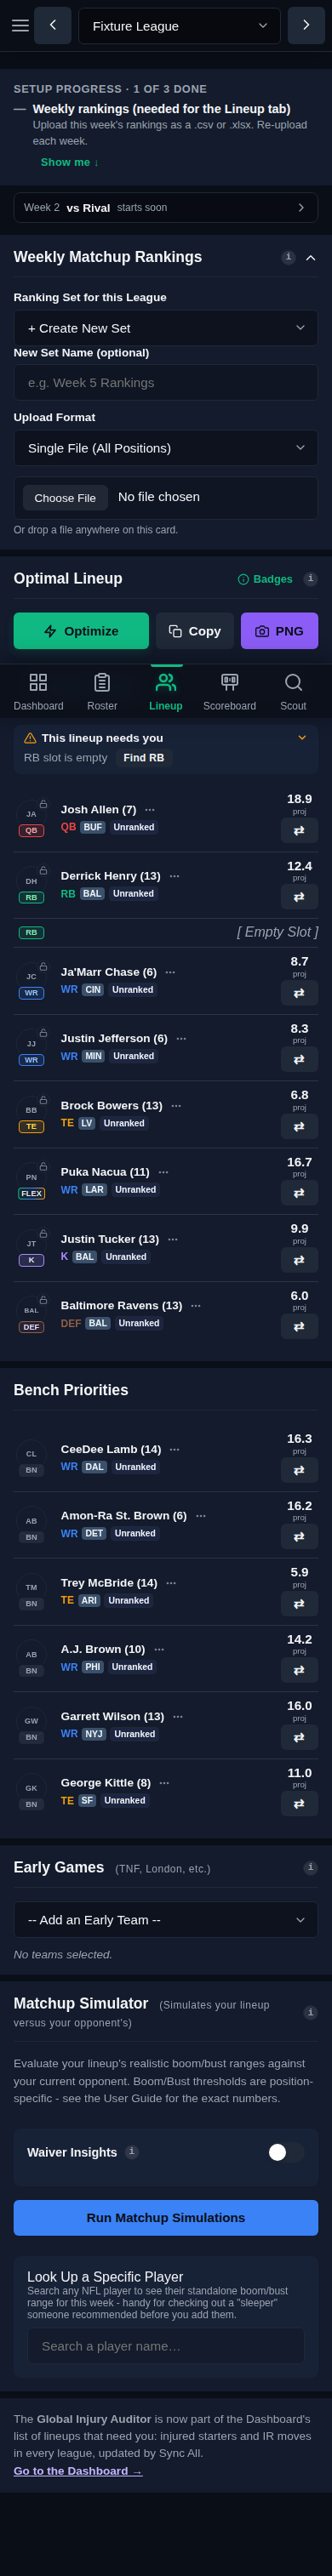 Fixture League
SETUP PROGRESS · 1 OF 3 DONE
— Weekly rankings (needed for the Lineup tab)
Upload this week's rankings as a .csv or .xlsx. Re-upload
each week.
Show me ↓
Week 2 vs Rival starts soon
Weekly Matchup Rankings i
Ranking Set for this League
+ Create New Set
New Set Name (optional)
e.g. Week 5 Rankings
Upload Format
Single File (All Positions)
Choose File No file chosen
Or drop a file anywhere on this card.
Optimal Lineup Badges i
Optimize Copy PNG
Dashboard Roster Lineup Scoreboard Scout
This lineup needs you
RB slot is empty Find RB
JA Josh Allen (7) ··· 18.9
QB QB BUF Unranked proj
⇄
DH Derrick Henry (13) ··· 12.4
RB RB BAL Unranked proj
⇄
RB [ Empty Slot ]
JC Ja'Marr Chase (6) ··· 8.7
WR WR CIN Unranked proj
⇄
JJ Justin Jefferson (6) ··· 8.3
WR WR MIN Unranked proj
⇄
BB Brock Bowers (13) ··· 6.8
TE TE LV Unranked proj
⇄
PN Puka Nacua (11) ··· 16.7
FLEX WR LAR Unranked proj
⇄
JT Justin Tucker (13) ··· 9.9
K K BAL Unranked proj
⇄
BAL Baltimore Ravens (13) ··· 6.0
DEF DEF BAL Unranked proj
⇄
Bench Priorities
CL CeeDee Lamb (14) ··· 16.3
BN WR DAL Unranked proj
⇄
AB Amon-Ra St. Brown (6) ··· 16.2
BN WR DET Unranked proj
⇄
TM Trey McBride (14) ··· 5.9
BN TE ARI Unranked proj
⇄
AB A.J. Brown (10) ··· 14.2
BN WR PHI Unranked proj
⇄
GW Garrett Wilson (13) ··· 16.0
BN WR NYJ Unranked proj
⇄
GK George Kittle (8) ··· 11.0
BN TE SF Unranked proj
⇄
Early Games (TNF, London, etc.) i
-- Add an Early Team --
No teams selected.
Matchup Simulator (Simulates your lineup
versus your opponent's) i
Evaluate your lineup's realistic boom/bust ranges against
your current opponent. Boom/Bust thresholds are position-
specific - see the User Guide for the exact numbers.
Waiver Insights i
Run Matchup Simulations
Look Up a Specific Player
Search any NFL player to see their standalone boom/bust
range for this week - handy for checking out a "sleeper"
someone recommended before you add them.
Search a player name…
The Global Injury Auditor is now part of the Dashboard's
list of lineups that need you: injured starters and IR moves
in every league, updated by Sync All.
Go to the Dashboard →